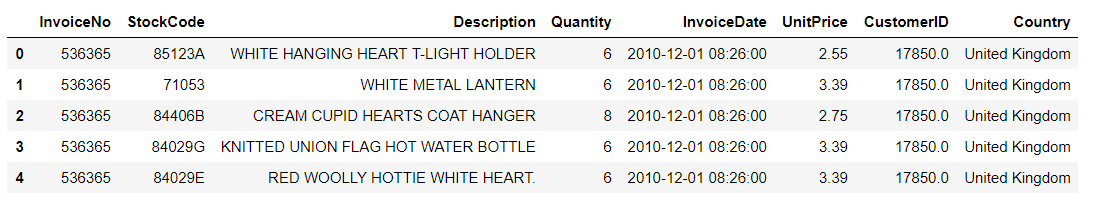 InvoiceNo StockCode Description Quantity InvoiceDate UnitPrice CustomerID Country
0 536365 85123A WHITE HANGING HEART T-LIGHT HOLDER 6 2010-12-01 08:26:00 2.55 17850.0 United Kingdom
1 536365 71053 WHITE METAL LANTERN 6 2010-12-01 08:26:00 3.39 17850.0 United Kingdom
2 536365 84406B CREAM CUPID HEARTS COAT HANGER 8 2010-12-01 08:26:00 2.75 17850.0 United Kingdom
3 536365 84029G KNITTED UNION FLAG HOT WATER BOTTLE 6 2010-12-01 08:26:00 3.39 17850.0 United Kingdom
4 536365 84029E RED WOOLLY HOTTIE WHITE HEART. 6 2010-12-01 08:26:00 3.39 17850.0 United Kingdom